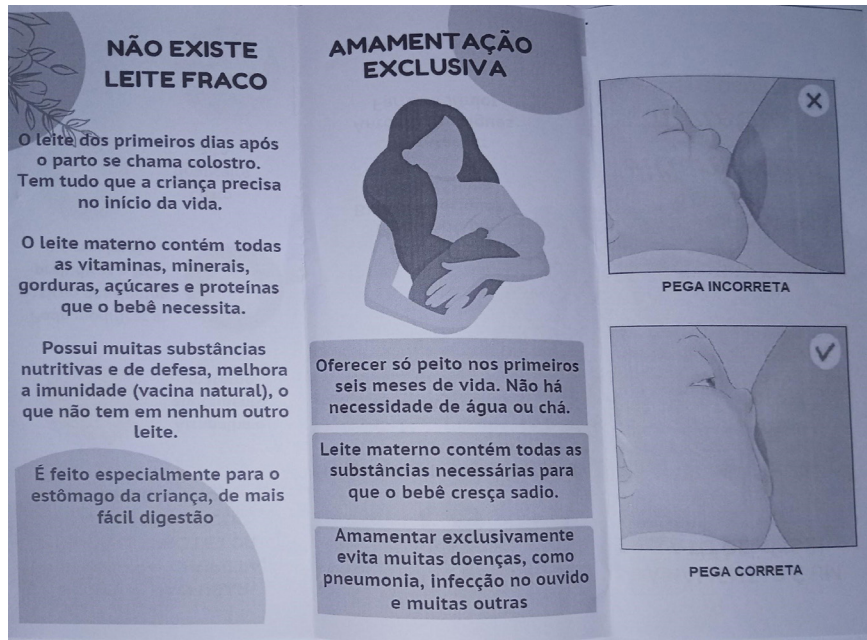 NÃO EXISTE
LEITE FRACO
O leite dos primeiros dias após
o parto se chama colostro.
Tem tudo que a criança precisa
no início da vida.
O leite materno contém todas
as vitaminas, minerais,
gorduras, açúcares e proteínas
que o bebê necessita.
Possui muitas substâncias
nutritivas e de defesa, melhora
a imunidade (vacina natural), o
que não tem em nenhum outro
leite.
É feito especialmente para o
estômago da criança, de mais
fácil digestão
AMAMENTAÇÃO
EXCLUSIVA
Oferecer só peito nos primeiros
seis meses de vida. Não há
necessidade de água ou chá.
Leite materno contém todas as
substâncias necessárias para
que o bebê cresça sadio.
Amamentar exclusivamente
evita muitas doenças, como
pneumonia, infecção no ouvido
e muitas outras
PEGA INCORRETA
PEGA CORRETA